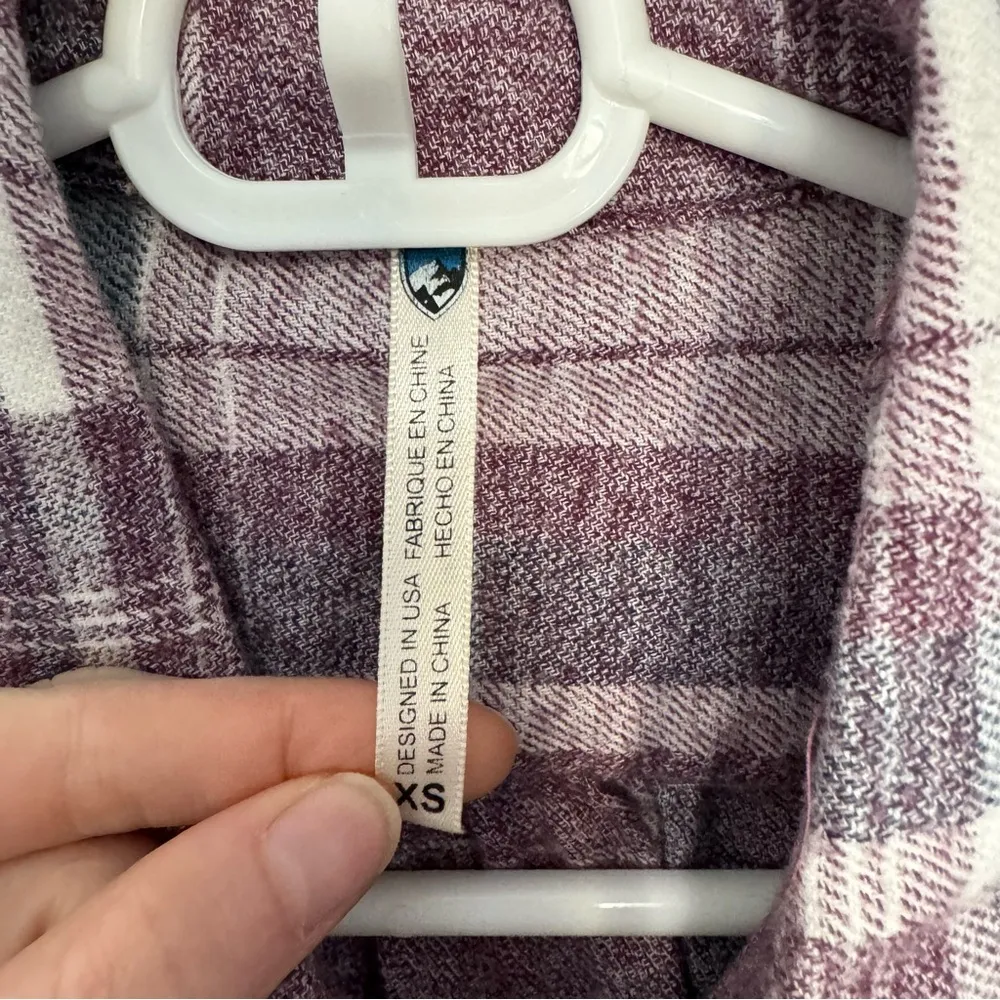 DESIGNED IN USA FABRIQUE EN CHINE
MADE IN CHINA HECHO EN CHINA
XS